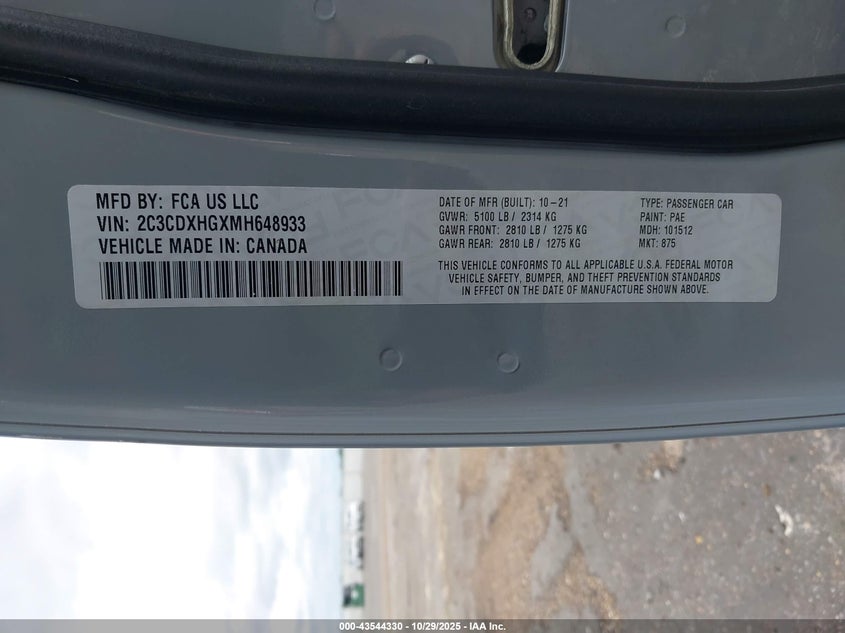 MFD BY: FCA US LLC
VIN: 2C3CDXHGXMH648933
VEHICLE MADE IN: CANADA
DATE OF MFR (BUILT): 10-21
GVWR: 5100 LB / 2314 KG
GAWR FRONT: 2810 LB / 1275 KG
GAWR REAR: 2810 LB / 1275 KG
TYPE: PASSENGER CAR
PAINT: PAE
MDH: 101512
MKT: 875
THIS VEHICLE CONFORMS TO ALL APPLICABLE U.S.A. FEDERAL MOTOR
VEHICLE SAFETY, BUMPER, AND THEFT PREVENTION STANDARDS
IN EFFECT ON THE DATE OF MANUFACTURE SHOWN ABOVE.
000-43544330 - 10/29/2025 - IAA Inc.